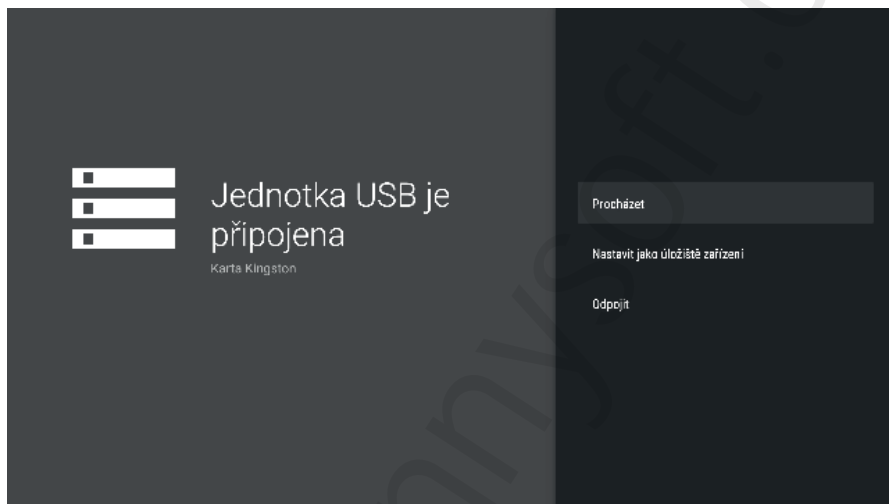 Jednotka USB je
připojena
Karta Kingston
Procházet
Nastavit jako úložiště zařízení
Odpojit